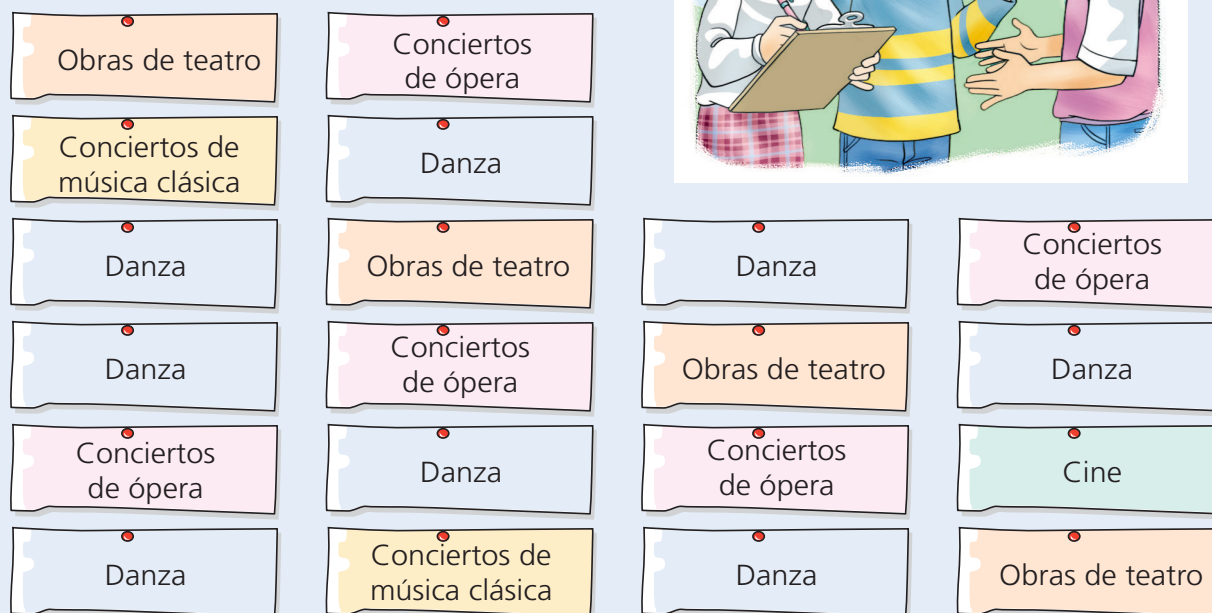 Obras de teatro
Conciertos
de ópera
Conciertos de
música clásica
Danza
Danza
Obras de teatro
Danza
Conciertos
de ópera
Danza
Conciertos
de ópera
Obras de teatro
Danza
Conciertos
de ópera
Danza
Conciertos
de ópera
Cine
Danza
Conciertos de
música clásica
Danza
Obras de teatro